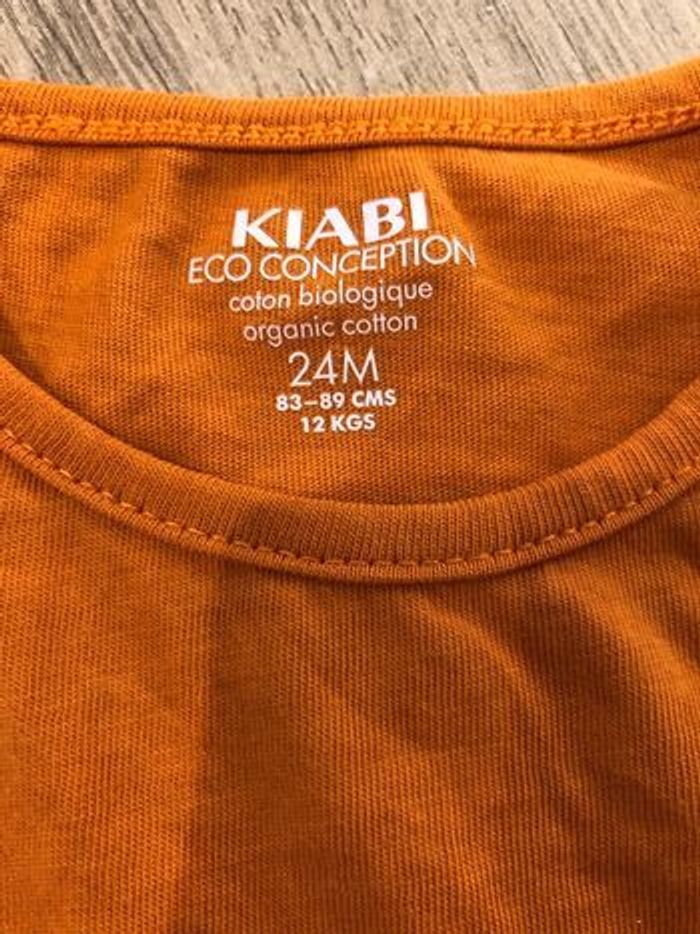 KIABI
ECO CONCEPTION
coton biologique
organic cotton
24M
83–89 CMS
12 KGS